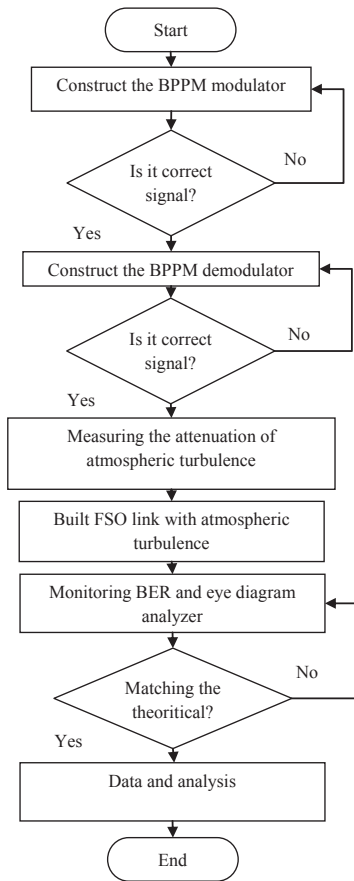 Start
Construct the BPPM modulator
Is it correct
signal?
No
Yes
Construct the BPPM demodulator
Is it correct
signal?
No
Yes
Measuring the attenuation of
atmospheric turbulence
Built FSO link with atmospheric
turbulence
Monitoring BER and eye diagram
analyzer
Matching the
theoritical?
No
Yes
Data and analysis
End